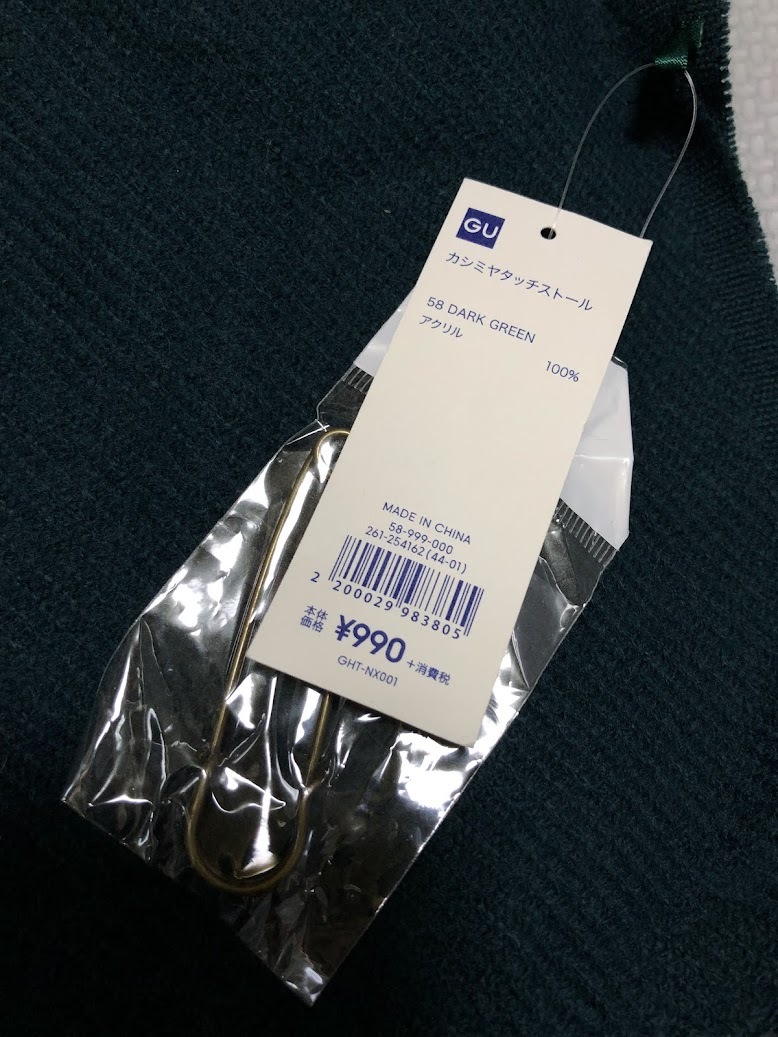 GU
カシミヤタッチストール
58 DARK GREEN
アクリル
100%
MADE IN CHINA
58-999-000
261-254162(44-01)
2 200029 983805
本体
価格 ¥990 +消費税
GHT-NX001